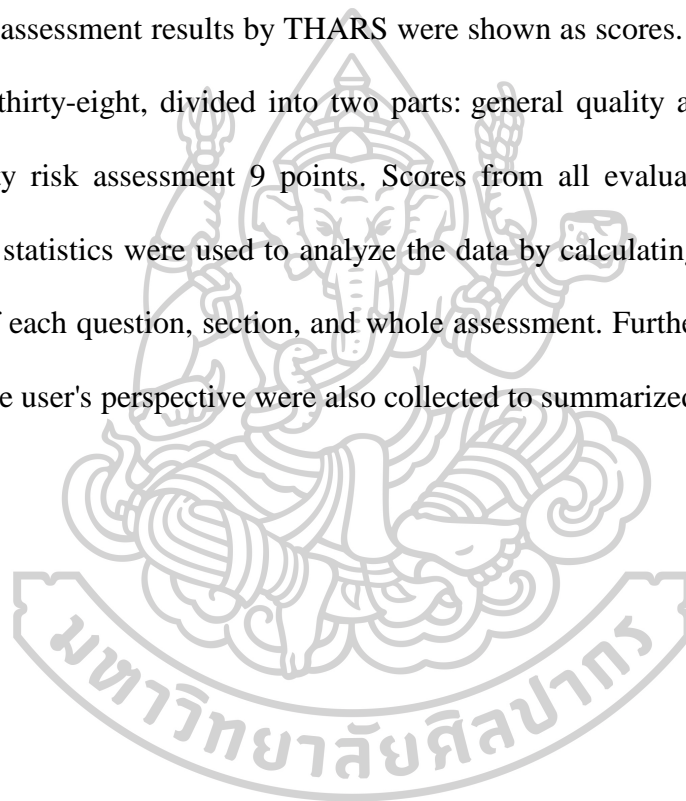 assessment results by THARS were shown as scores.
thirty-eight, divided into two parts: general quality a
y risk assessment 9 points. Scores from all evalua
statistics were used to analyze the data by calculating
f each question, section, and whole assessment. Furthe
e user's perspective were also collected to summarized
มหาวิทยาลัยศิลปากร